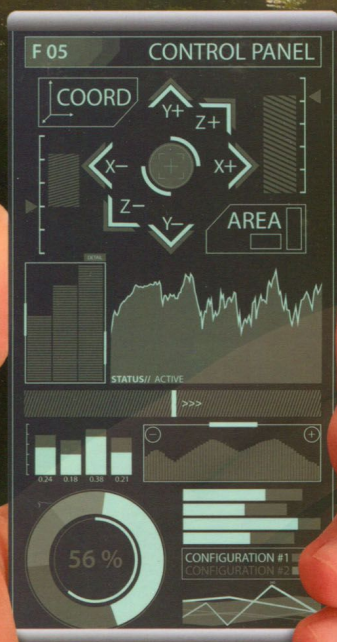 F 05 CONTROL PANEL
COORD
Y+
Z+
X−
X+
Z−
Y−
AREA
DETAIL
STATUS// ACTIVE
>>>
− +
0.24 0.18 0.38 0.21
56 %
CONFIGURATION #1
CONFIGURATION #2